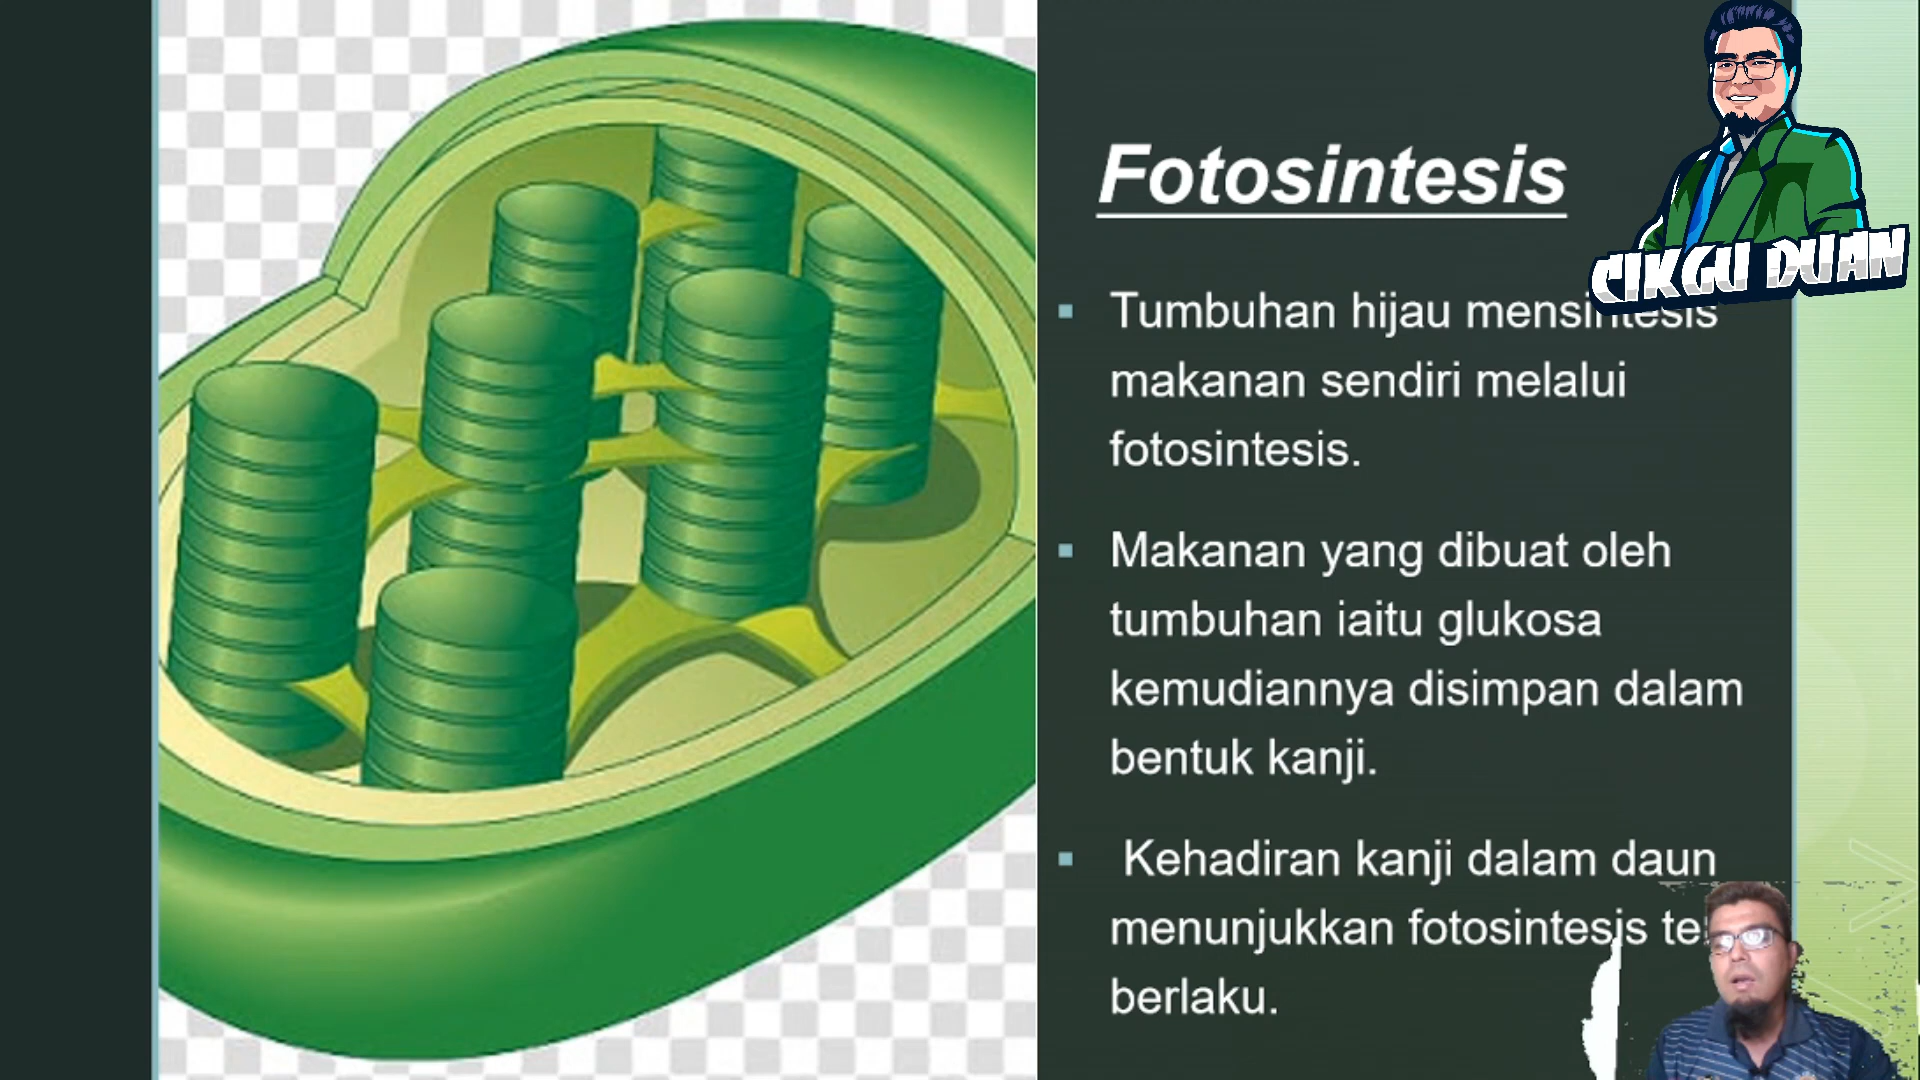 Fotosintesis
CIKGU DUAN
Tumbuhan hijau mensintesis
makanan sendiri melalui
fotosintesis.
Makanan yang dibuat oleh
tumbuhan iaitu glukosa
kemudiannya disimpan dalam
bentuk kanji.
Kehadiran kanji dalam daun
menunjukkan fotosintesis
berlaku.